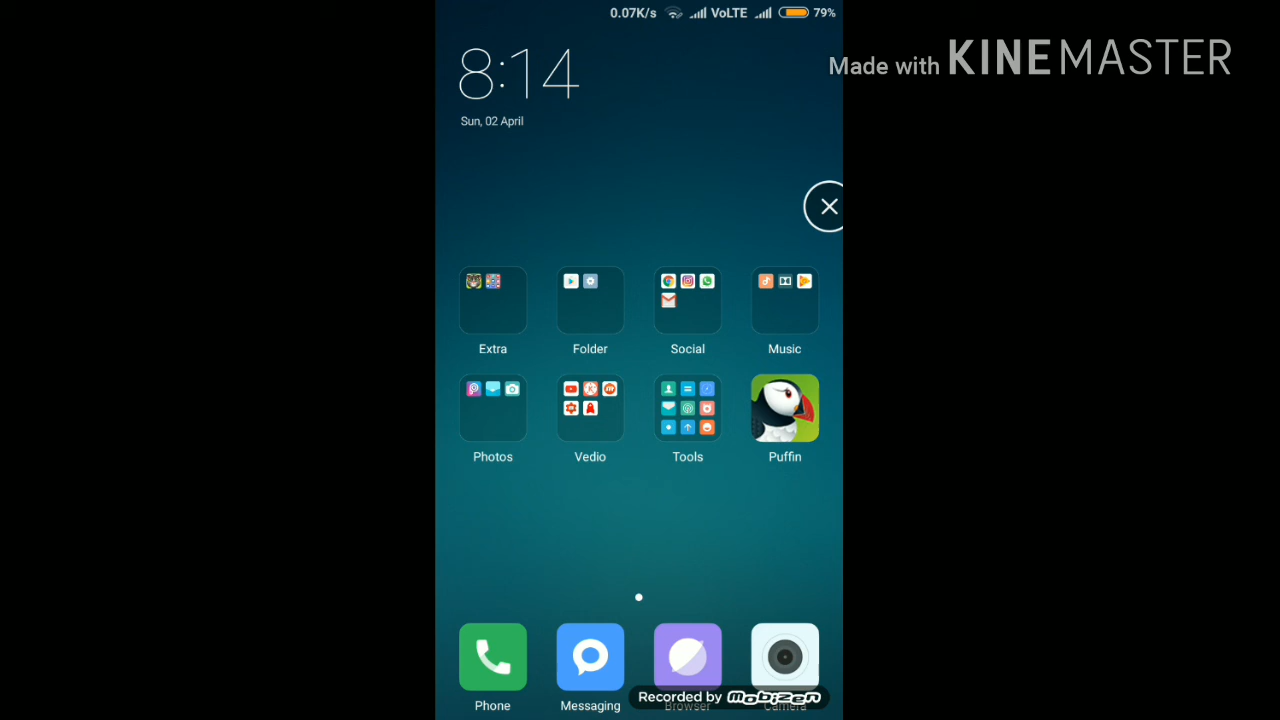 0.07K/s VoLTE 79%
Made with KINEMASTER
8:14
Sun, 02 April
Extra Folder Social Music
Photos Vedio Tools Puffin
Recorded by Mobizen
Phone Messaging Browser Camera